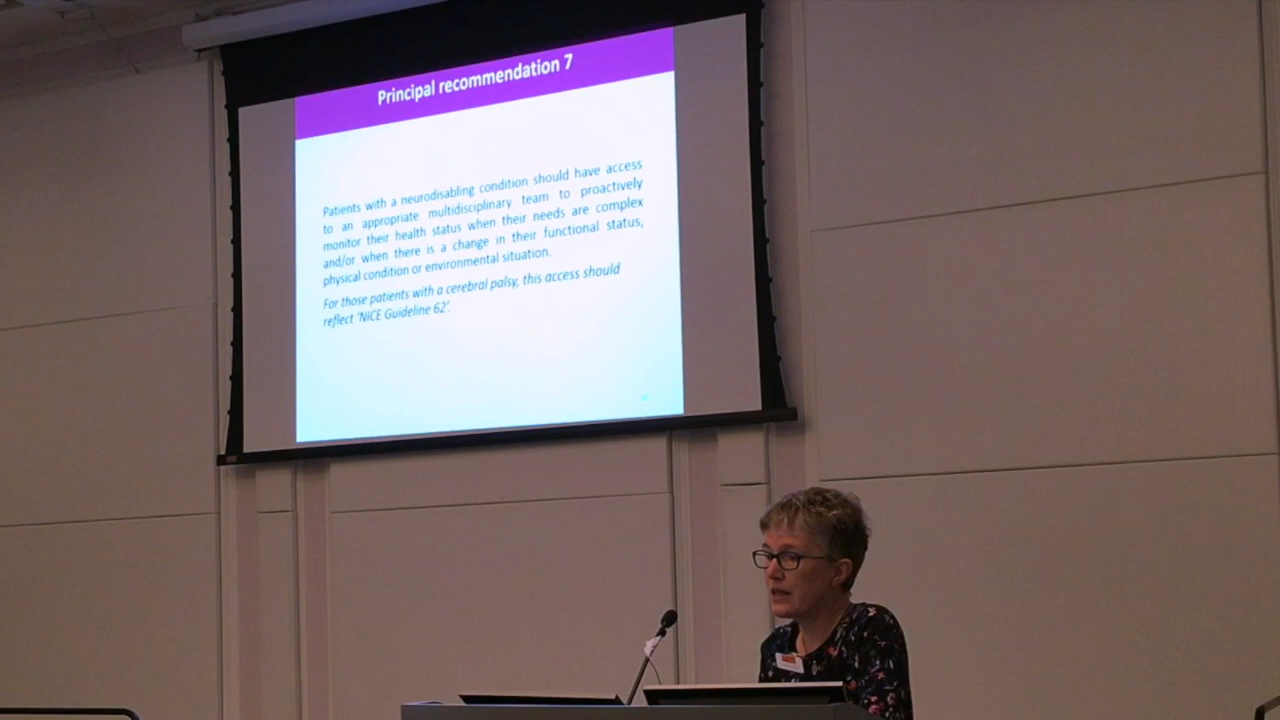 Principal recommendation 7
Patients with a neurodisabling condition should have access
to an appropriate multidisciplinary team to proactively
monitor their health status when their needs are complex
and/or when there is a change in their functional status,
physical condition or environmental situation.
For those patients with a cerebral palsy, this access should
reflect ‘NICE Guideline 62’.